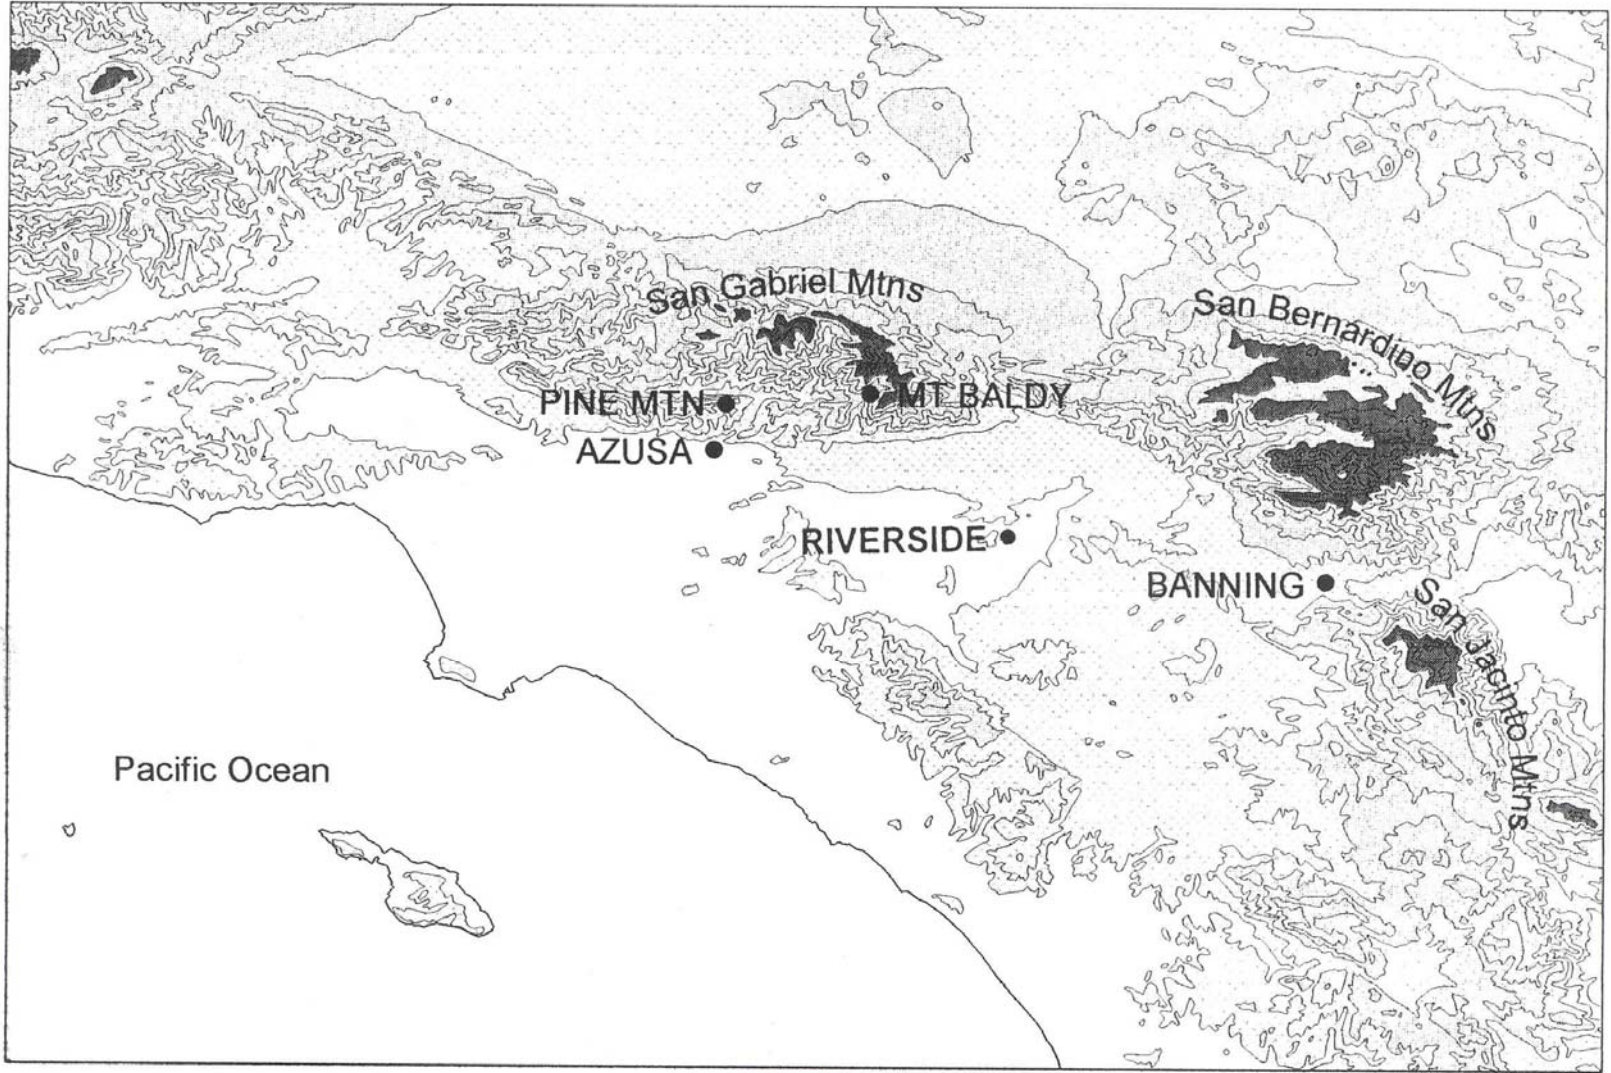 San Gabriel Mtns
San Bernardino Mtns
PINE MTN
MT BALDY
AZUSA
RIVERSIDE
BANNING
San Jacinto Mtns
Pacific Ocean